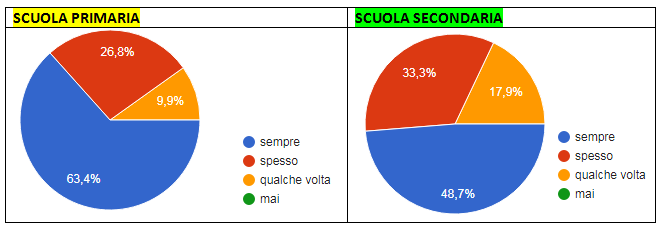 SCUOLA PRIMARIA
26,8%
9,9%
63,4%
sempre
spesso
qualche volta
mai
SCUOLA SECONDARIA
33,3%
17,9%
48,7%
sempre
spesso
qualche volta
mai